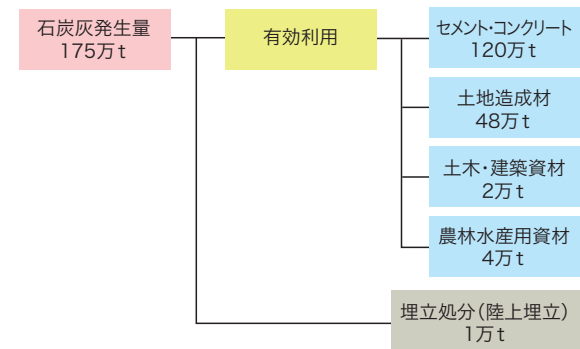 石炭灰発生量
175万t
有効利用
セメント・コンクリート
120万t
土地造成材
48万t
土木・建築資材
2万t
農林水産用資材
4万t
埋立処分(陸上埋立)
1万t